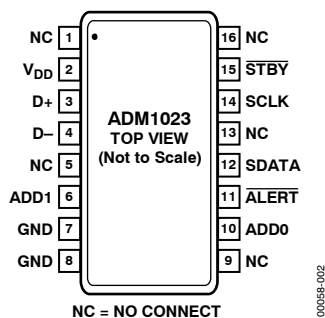 NC 1
16 NC
VDD 2
15 STBY
D+ 3
14 SCLK
D– 4
13 NC
NC 5
12 SDATA
ADD1 6
11 ALERT
GND 7
10 ADD0
GND 8
9 NC
ADM1023
TOP VIEW
(Not to Scale)
NC = NO CONNECT
00058-002